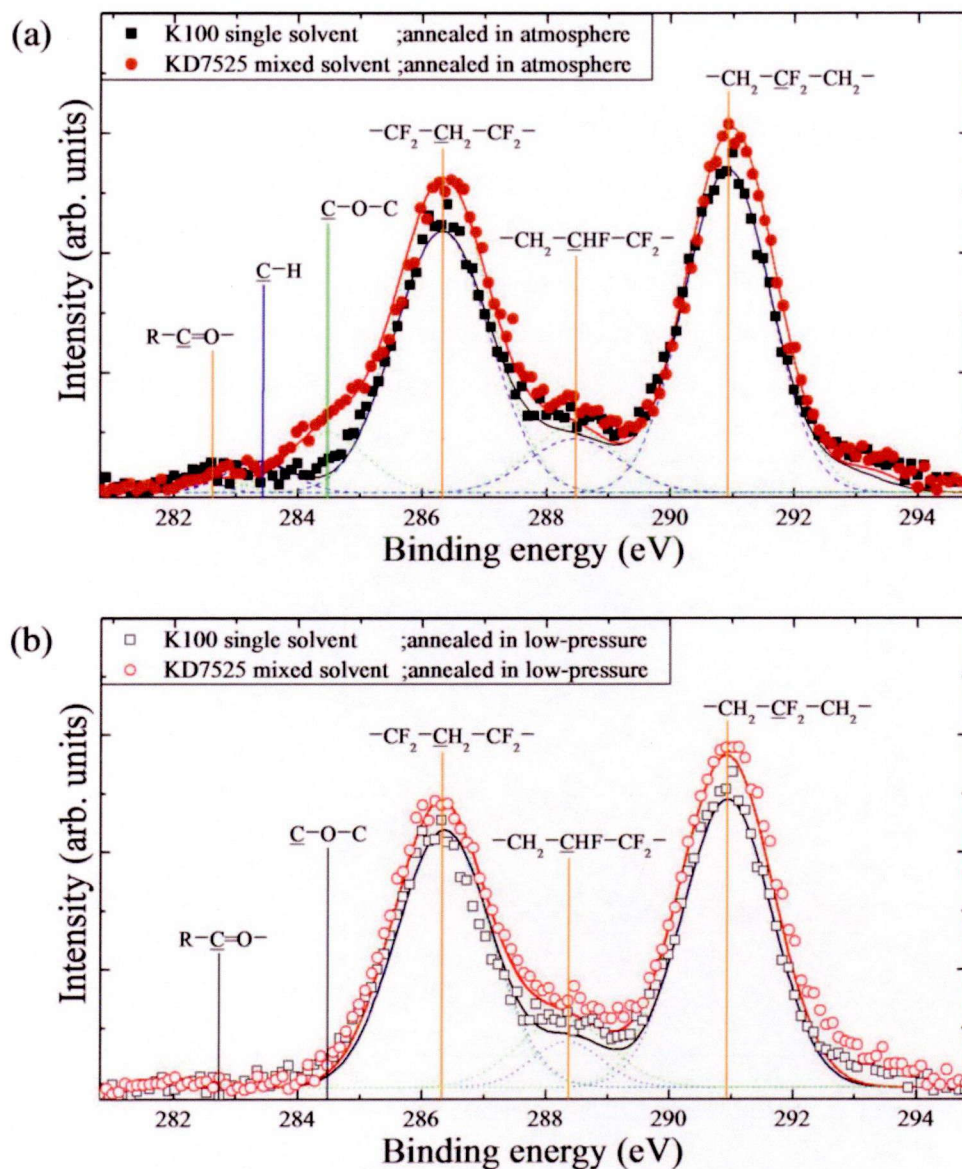 (a)
K100 single solvent ;annealed in atmosphere
KD7525 mixed solvent ;annealed in atmosphere
−CH₂−CF₂−CH₂−
−CF₂−CH₂−CF₂−
C−O−C
−CH₂−CHF−CF₂−
C−H
R−C=O−
Intensity (arb. units)
282 284 286 288 290 292 294
Binding energy (eV)
(b)
K100 single solvent ;annealed in low-pressure
KD7525 mixed solvent ;annealed in low-pressure
−CH₂−CF₂−CH₂−
−CF₂−CH₂−CF₂−
C−O−C
−CH₂−CHF−CF₂−
R−C=O−
Intensity (arb. units)
282 284 286 288 290 292 294
Binding energy (eV)